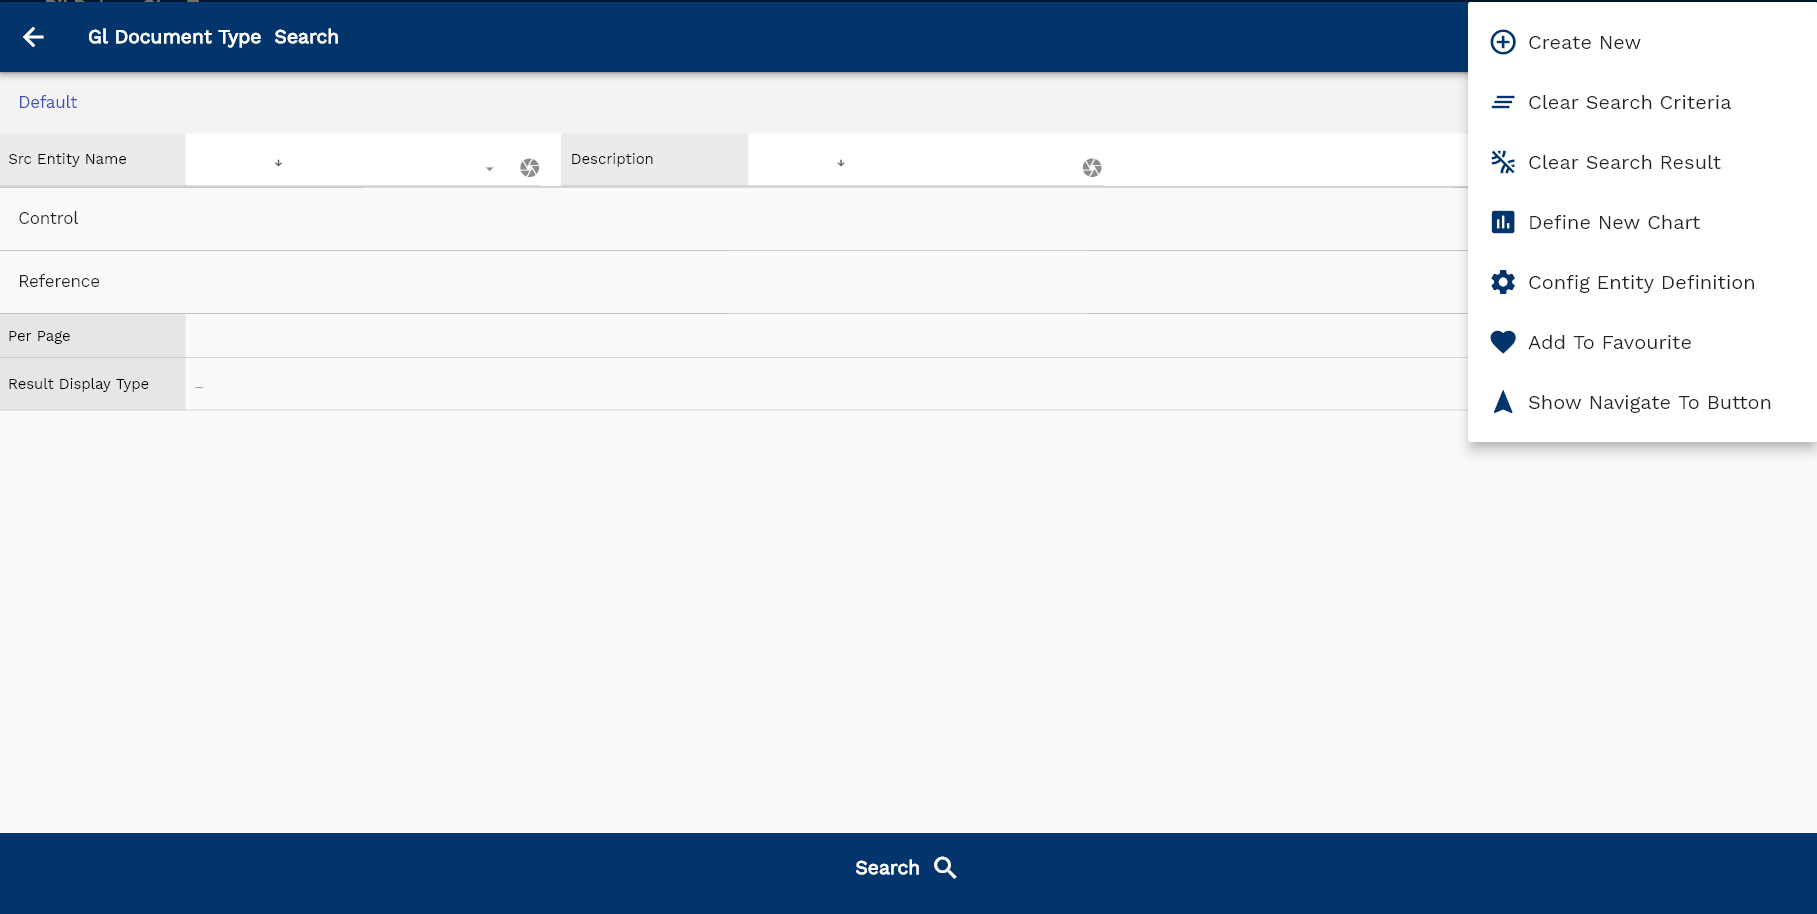 Gl Document Type Search
Default
Src Entity Name
Description
Control
Reference
Per Page
Result Display Type
_
Create New
Clear Search Criteria
Clear Search Result
Define New Chart
Config Entity Definition
Add To Favourite
Show Navigate To Button
Search